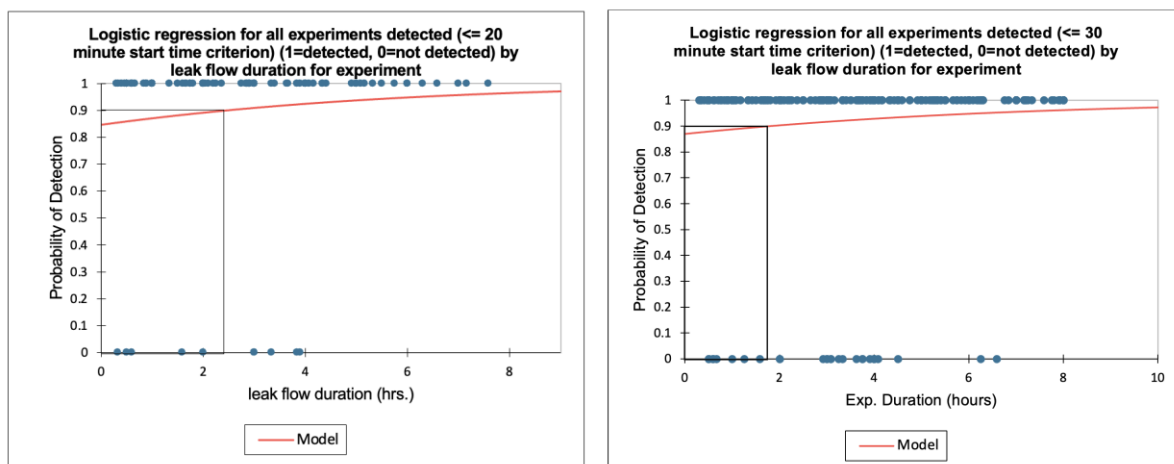 Logistic regression for all experiments detected (<= 20
minute start time criterion) (1=detected, 0=not detected) by
leak flow duration for experiment
1
0.9
0.8
0.7
0.6
0.5
0.4
0.3
0.2
0.1
0
Probability of Detection
0 2 4 6 8
leak flow duration (hrs.)
Model
Logistic regression for all experiments detected (<= 30
minute start time criterion) (1=detected, 0=not detected) by
leak flow duration for experiment
1
0.9
0.8
0.7
0.6
0.5
0.4
0.3
0.2
0.1
0
Probability of Detection
0 2 4 6 8 10
Exp. Duration (hours)
Model